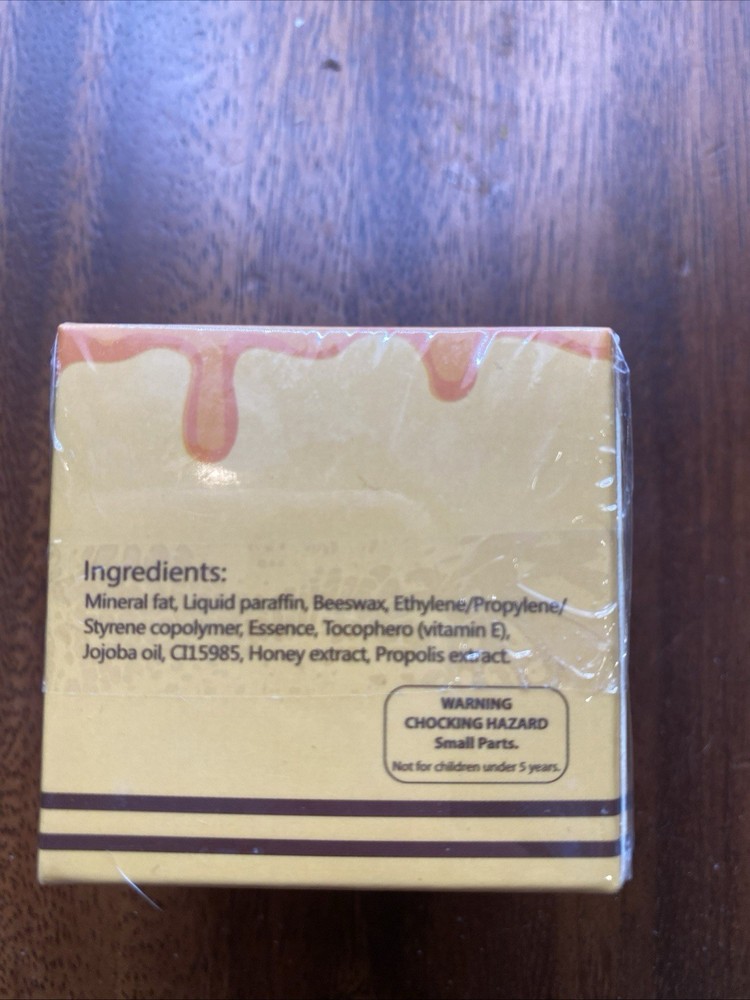 Ingredients:
Mineral fat, Liquid paraffin, Beeswax, Ethylene/Propylene/
Styrene copolymer, Essence, Tocophero (vitamin E),
Jojoba oil, CI15985, Honey extract, Propolis extract.
WARNING
CHOCKING HAZARD
Small Parts.
Not for children under 5 years.